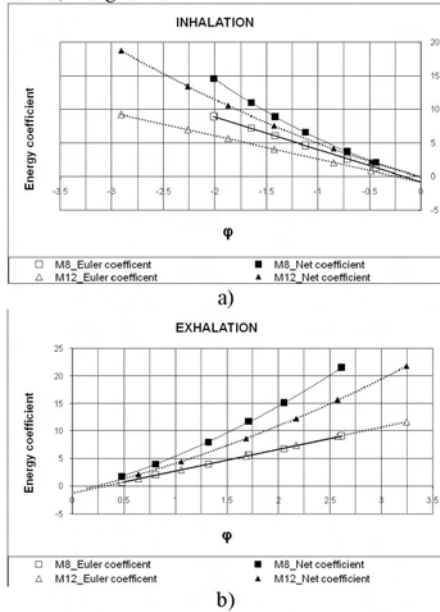 a)
INHALATION
Energy coefficient
20
15
10
5
0
-5
-3.5 -3 -2.5 -2 -1.5 -1 -0.5 0
φ
M8_Euler coefficent M8_Net coefficient
M12_Euler coefficent M12_Net coefficient
a)
EXHALATION
Energy coefficient
25
20
15
10
5
0
-5
0 0.5 1 1.5 2 2.5 3 3.5
φ
M8_Euler coefficent M8_Net coefficient
M12_Euler coefficent M12_Net coefficient
b)